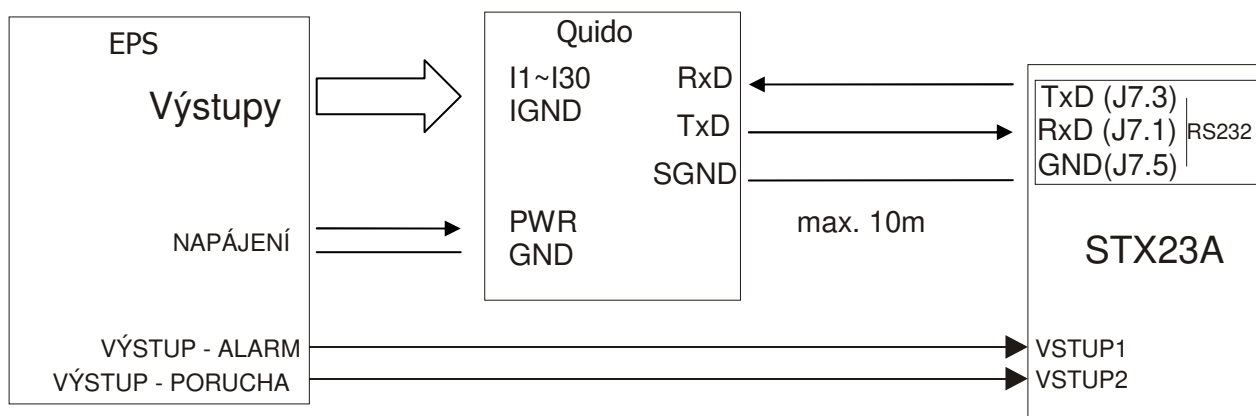 EPS
Výstupy
NAPÁJENÍ
VÝSTUP - ALARM
VÝSTUP - PORUCHA
Quido
I1~I30
IGND
RxD
TxD
SGND
PWR
GND
max. 10m
TxD (J7.3)
RxD (J7.1)
GND(J7.5)
RS232
STX23A
VSTUP1
VSTUP2